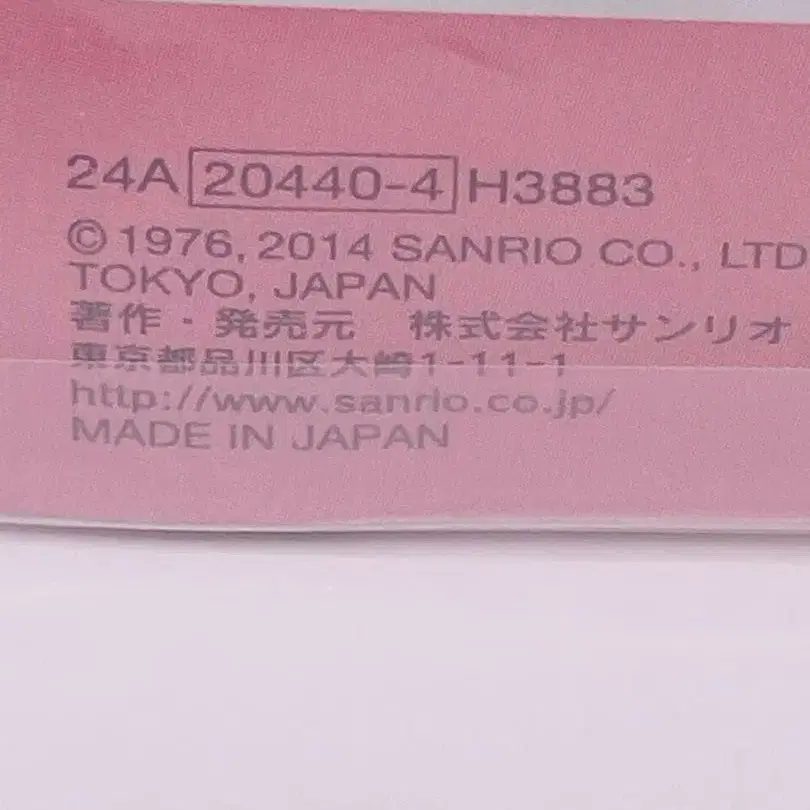 24A 20440-4 H3883
©1976, 2014 SANRIO CO., LTD
TOKYO, JAPAN
著作・発売元 株式会社サンリオ
東京都品川区大崎1-11-1
http://www.sanrio.co.jp/
MADE IN JAPAN